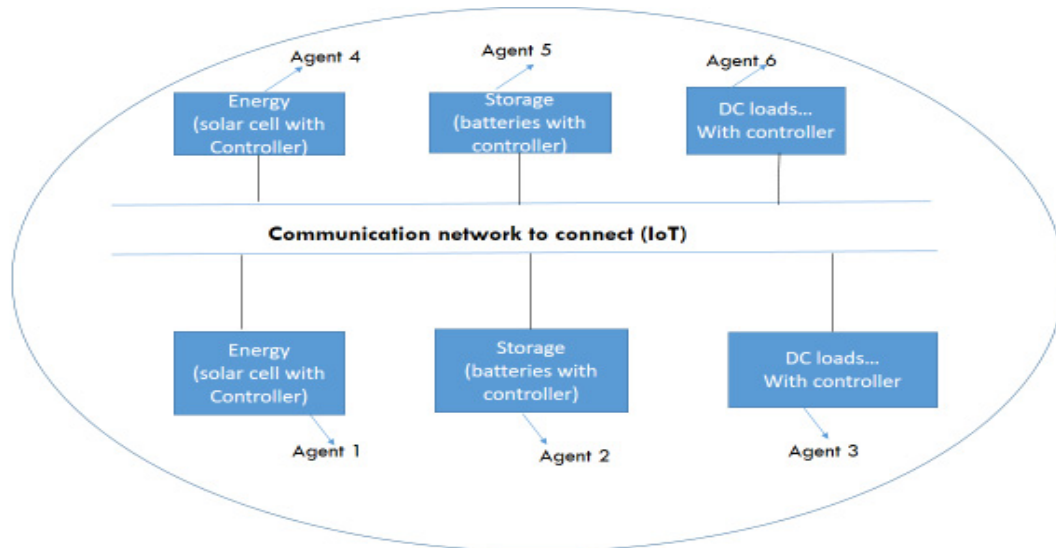 Agent 4
Agent 5
Agent 6
Energy
(solar cell with
Controller)
Storage
(batteries with
controller)
DC loads...
With controller
Communication network to connect (IoT)
Energy
(solar cell with
Controller)
Storage
(batteries with
controller)
DC loads...
With controller
Agent 1
Agent 2
Agent 3